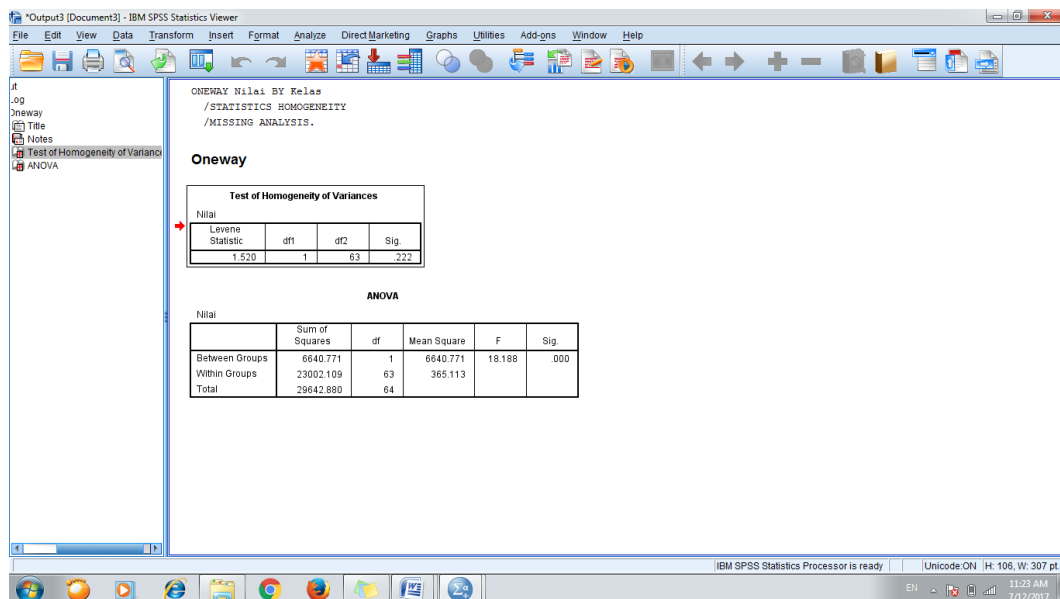 *Output3 [Document3] - IBM SPSS Statistics Viewer
File Edit View Data Transform Insert Format Analyze Direct Marketing Graphs Utilities Add-ons Window Help
Log
Oneway
Title
Notes
Test of Homogeneity of Variance
ANOVA
ONEWAY Nilai BY Kelas
/STATISTICS HOMOGENEITY
/MISSING ANALYSIS.
Oneway
Test of Homogeneity of Variances
Nilai
Levene Statistic df1 df2 Sig.
1.520 1 63 .222
ANOVA
Nilai
Sum of Squares df Mean Square F Sig.
Between Groups 6640.771 1 6640.771 18.188 .000
Within Groups 23002.109 63 365.113
Total 29642.880 64
IBM SPSS Statistics Processor is ready Unicode:ON H: 106, W: 307 pt.
EN 11:23 AM
7/12/2017